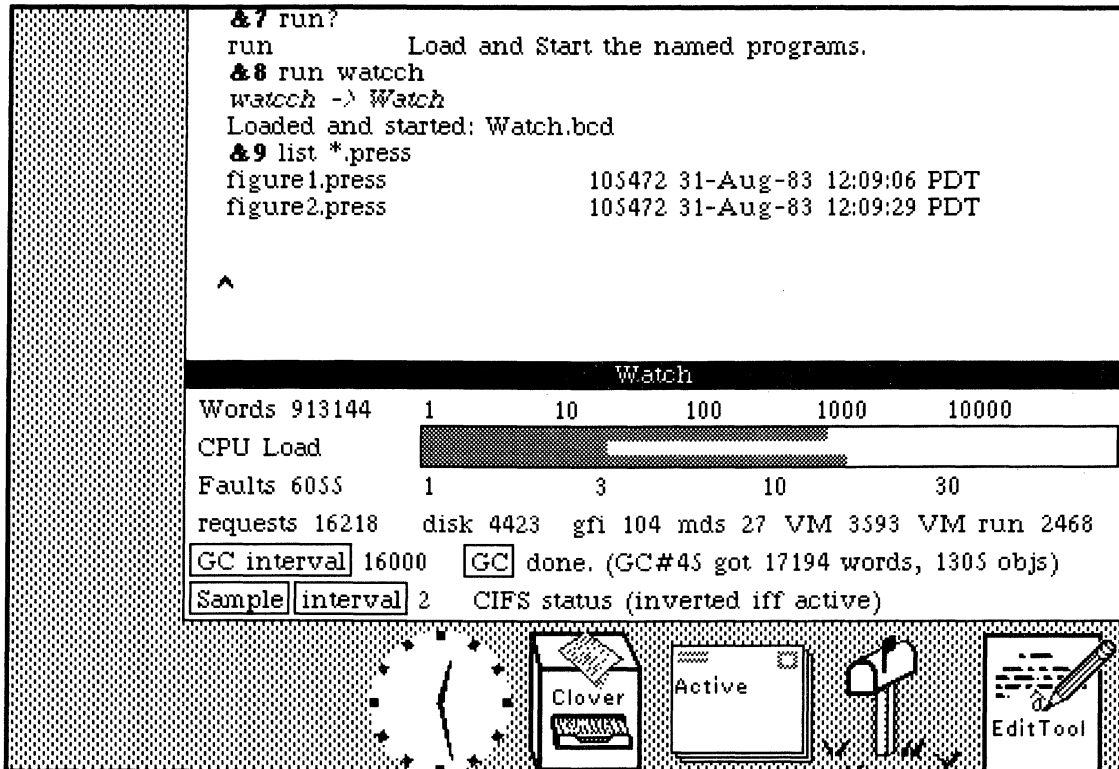 &7 run?
run Load and Start the named programs.
&8 run watcch
watcch -> Watch
Loaded and started: Watch.bcd
&9 list *.press
figure1.press 105472 31-Aug-83 12:09:06 PDT
figure2.press 105472 31-Aug-83 12:09:29 PDT
^
Watch
Words 913144 1 10 100 1000 10000
CPU Load
Faults 6055 1 3 10 30
requests 16218 disk 4423 gfi 104 mds 27 VM 3593 VM run 2468
GC interval 16000 GC done. (GC#45 got 17194 words, 1305 objs)
Sample interval 2 CIFS status (inverted iff active)
Clover
Active
EditTool